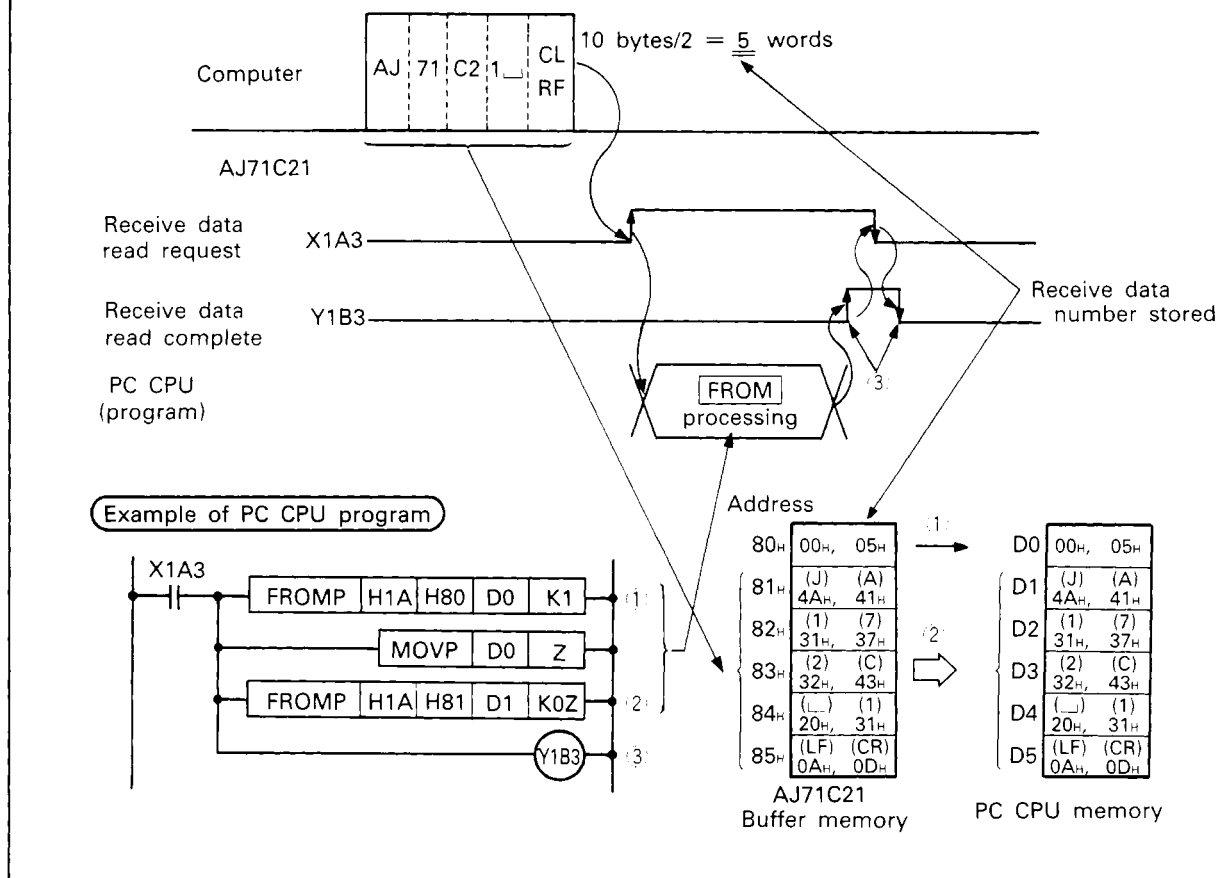 10 bytes/2 = 5 words
Computer
AJ 71 C2 1␣ CL
RF
AJ71C21
Receive data
read request
X1A3
Receive data
read complete
Y1B3
Receive data
number stored
(3)
PC CPU
(program)
FROM
processing
Example of PC CPU program
X1A3
FROMP H1A H80 D0 K1 (1)
MOVP D0 Z
FROMP H1A H81 D1 K0Z (2)
Y1B3 (3)
Address
80H 00H, 05H (1) D0 00H, 05H
81H (J) (A) D1 (J) (A)
4AH, 41H 4AH, 41H
82H (1) (7) D2 (1) (7)
31H, 37H 31H, 37H
(2)
83H (2) (C) D3 (2) (C)
32H, 43H 32H, 43H
84H (␣) (1) D4 (␣) (1)
20H, 31H 20H, 31H
85H (LF) (CR) D5 (LF) (CR)
0AH, 0DH 0AH, 0DH
AJ71C21
Buffer memory
PC CPU memory